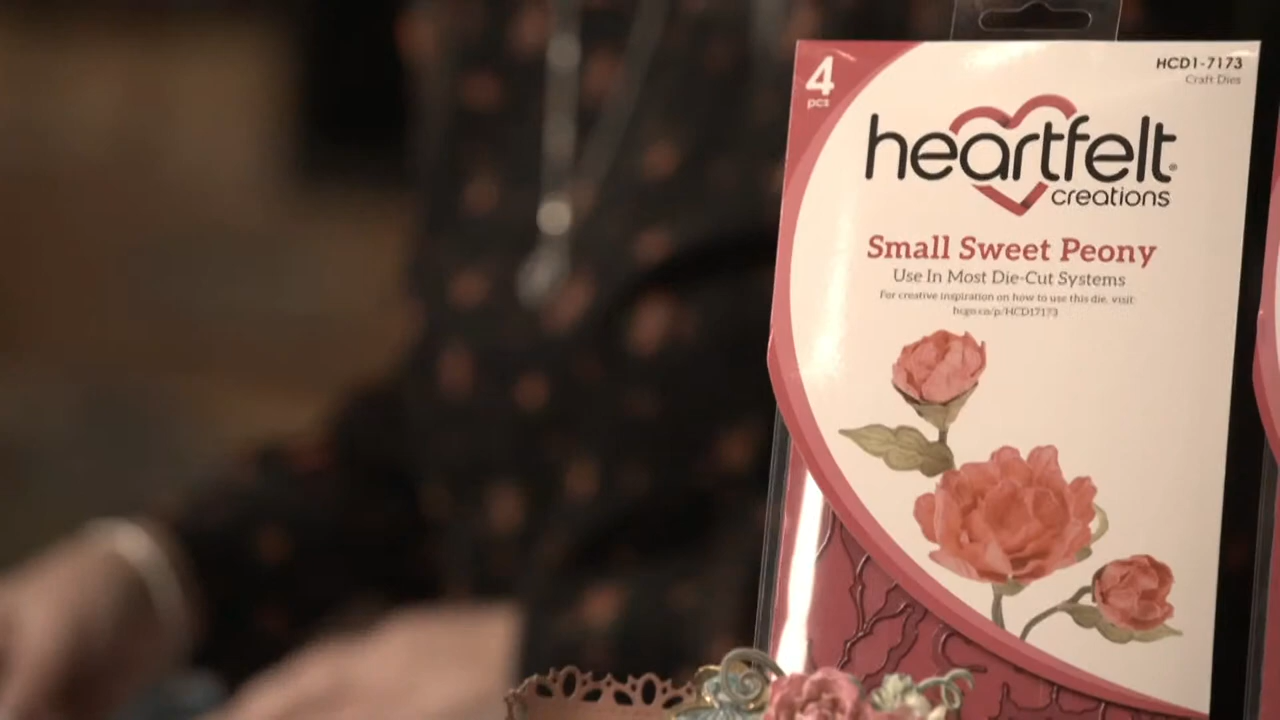 4
pcs
HCD1-7173
Craft Dies
heartfelt
creations
Small Sweet Peony
Use In Most Die-Cut Systems
For creative inspiration on how to use this die, visit
hcgo.co/p/HCD17173